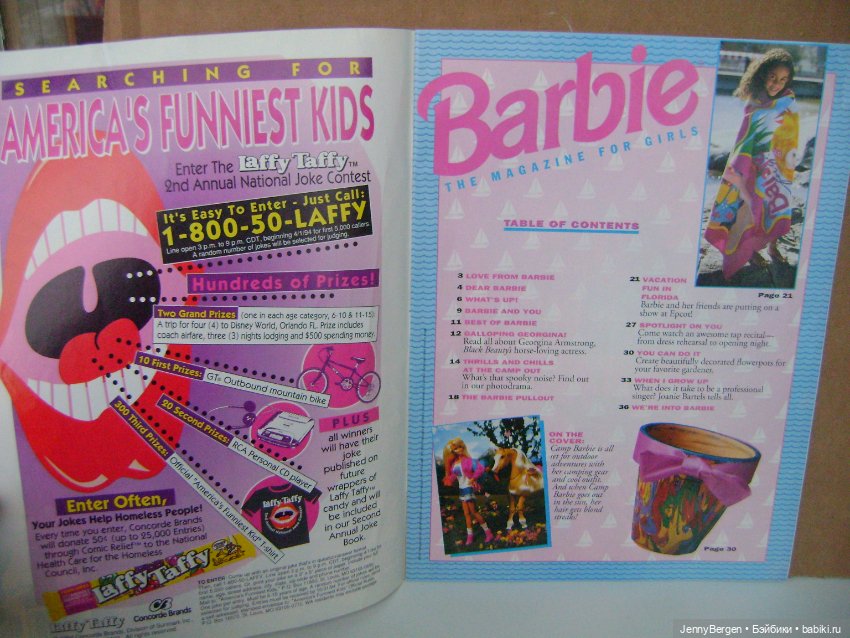 SEARCHING FOR
AMERICA'S FUNNIEST KIDS
Enter The Laffy Taffy™
2nd Annual National Joke Contest
It's Easy To Enter - Just Call:
1-800-50-LAFFY
Line open 3 p.m. to 9 p.m. CDT, beginning 4/1/94 for first 5,000 callers.
A random number of jokes will be selected for judging.
Hundreds of Prizes!
Two Grand Prizes (one in each age category, 6-10 & 11-15):
A trip for four (4) to Disney World, Orlando FL. Prize includes
coach airfare, three (3) nights lodging and $500 spending money.
10 First Prizes: GT® Outbound mountain bike
20 Second Prizes: RCA Personal CD player
300 Third Prizes: Official "America's Funniest Kid" T-shirt
PLUS
all winners
will have their
joke
published on
future
wrappers of
Laffy Taffy™
candy and will
be included
in our Second
Annual Joke
Book.
Laffy Taffy
Enter Often,
Your Jokes Help Homeless People!
Every time you enter, Concorde Brands
will donate 50¢ (up to 25,000 Entries)
through Comic Relief™ to the National
Health Care for the Homeless
Council, Inc.
Laffy Taffy
Laffy Taffy
Concorde Brands
TO ENTER:
Barbie
THE MAGAZINE FOR GIRLS
TABLE OF CONTENTS
3 LOVE FROM BARBIE
4 DEAR BARBIE
6 WHAT'S UP!
9 BARBIE AND YOU
11 BEST OF BARBIE
12 GALLOPING GEORGINA!
Read all about Georgina Armstrong,
Black Beauty's horse-loving actress.
14 THRILLS AND CHILLS
AT THE CAMP OUT
What's that spooky noise? Find out
in our photodrama.
18 THE BARBIE PULLOUT
ON THE
COVER:
Camp Barbie is all
set for outdoor
adventures with
her camping gear
and cool outfit.
And when Camp
Barbie goes out
in the sun, her
hair gets blond
streaks!
Barbie
Page 21
21 VACATION
FUN IN
FLORIDA
Barbie and her friends are putting on a
show at Epcot!
27 SPOTLIGHT ON YOU
Come watch an awesome rap recital—
from dress rehearsal to opening night.
30 YOU CAN DO IT
Create beautifully decorated flowerpots for
your favorite gardeners.
33 WHEN I GROW UP
What does it take to be a professional
singer? Joanie Bartels tells all.
36 WE'RE INTO BARBIE
Page 30
JennyBergen • Бэйбики • babiki.ru